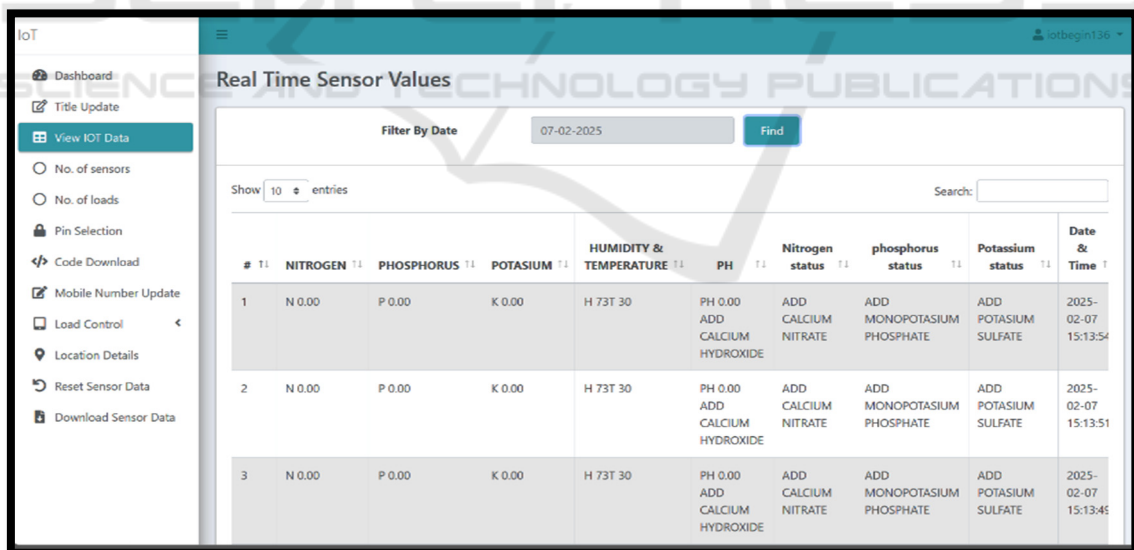 IoT
iotbegin136
SCIENCE AND TECHNOLOGY PUBLICATIONS
Dashboard
Title Update
View IOT Data
No. of sensors
No. of loads
Pin Selection
Code Download
Mobile Number Update
Load Control
Location Details
Reset Sensor Data
Download Sensor Data
Real Time Sensor Values
Filter By Date 07-02-2025 Find
Show 10 entries Search:
# NITROGEN PHOSPHORUS POTASIUM HUMIDITY & TEMPERATURE PH Nitrogen status phosphorus status Potassium status Date & Time
1 N 0.00 P 0.00 K 0.00 H 73T 30 PH 0.00 ADD ADD ADD 2025-
ADD CALCIUM MONOPOTASIUM POTASIUM 02-07
CALCIUM NITRATE PHOSPHATE SULFATE 15:13:54
HYDROXIDE
2 N 0.00 P 0.00 K 0.00 H 73T 30 PH 0.00 ADD ADD ADD 2025-
ADD CALCIUM MONOPOTASIUM POTASIUM 02-07
CALCIUM NITRATE PHOSPHATE SULFATE 15:13:51
HYDROXIDE
3 N 0.00 P 0.00 K 0.00 H 73T 30 PH 0.00 ADD ADD ADD 2025-
ADD CALCIUM MONOPOTASIUM POTASIUM 02-07
CALCIUM NITRATE PHOSPHATE SULFATE 15:13:49
HYDROXIDE